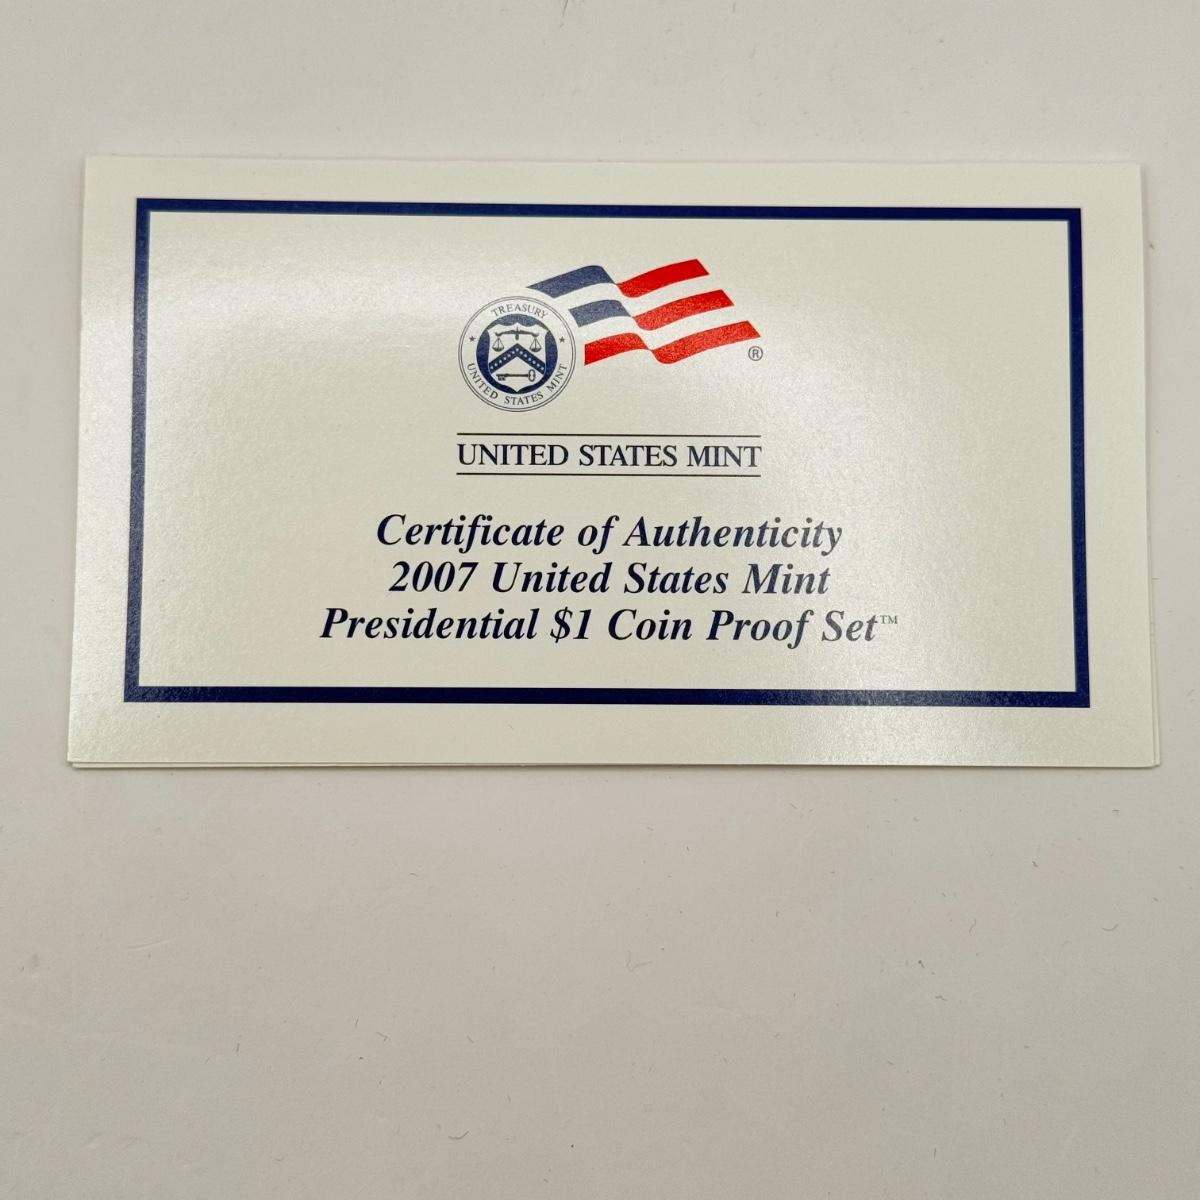 TREASURY
UNITED STATES MINT
®
UNITED STATES MINT
Certificate of Authenticity
2007 United States Mint
Presidential $1 Coin Proof Set™